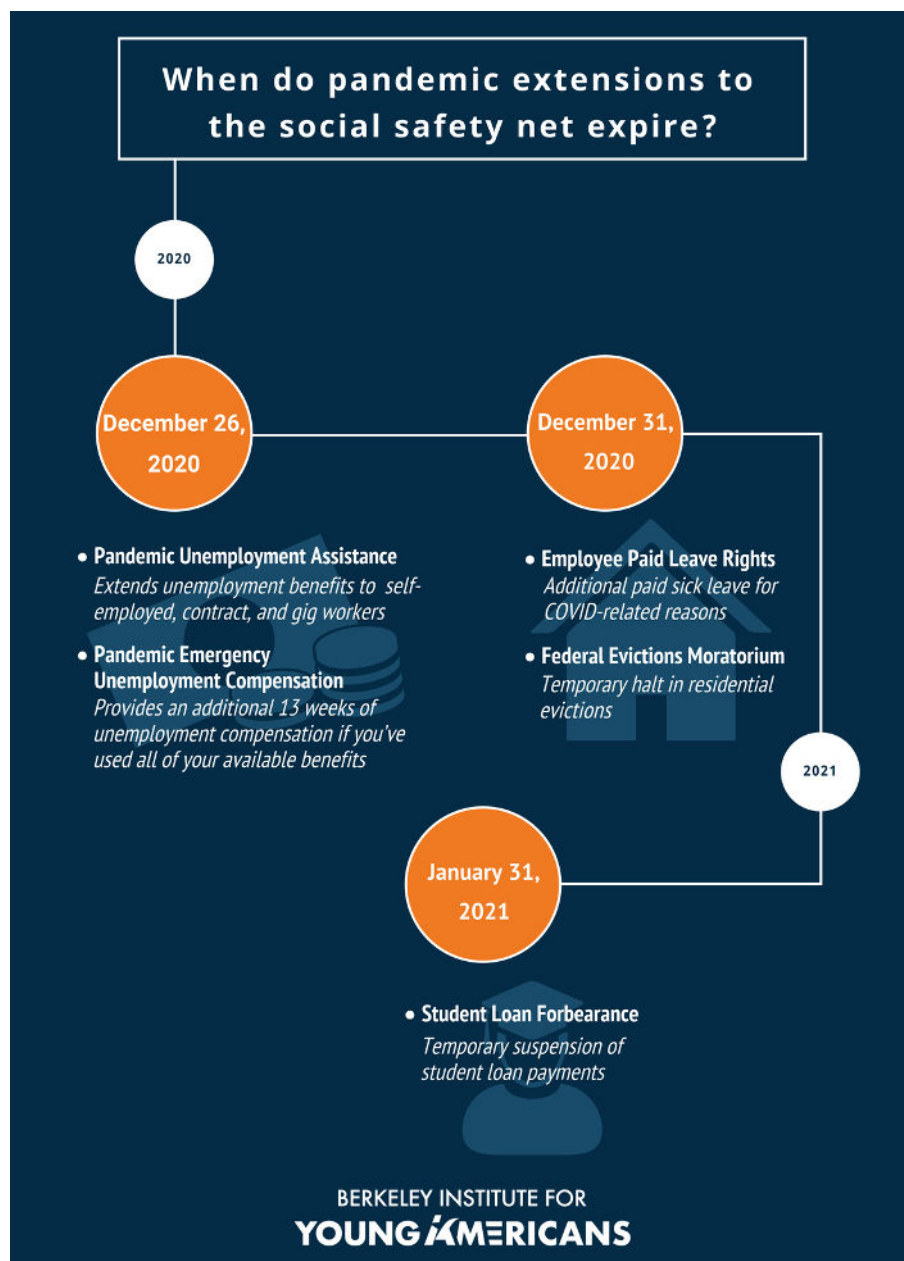 When do pandemic extensions to
the social safety net expire?
2020
December 26,
2020
• Pandemic Unemployment Assistance
Extends unemployment benefits to self-
employed, contract, and gig workers
• Pandemic Emergency
Unemployment Compensation
Provides an additional 13 weeks of
unemployment compensation if you've
used all of your available benefits
December 31,
2020
• Employee Paid Leave Rights
Additional paid sick leave for
COVID-related reasons
• Federal Evictions Moratorium
Temporary halt in residential
evictions
2021
January 31,
2021
• Student Loan Forbearance
Temporary suspension of
student loan payments
BERKELEY INSTITUTE FOR
YOUNG AMERICANS